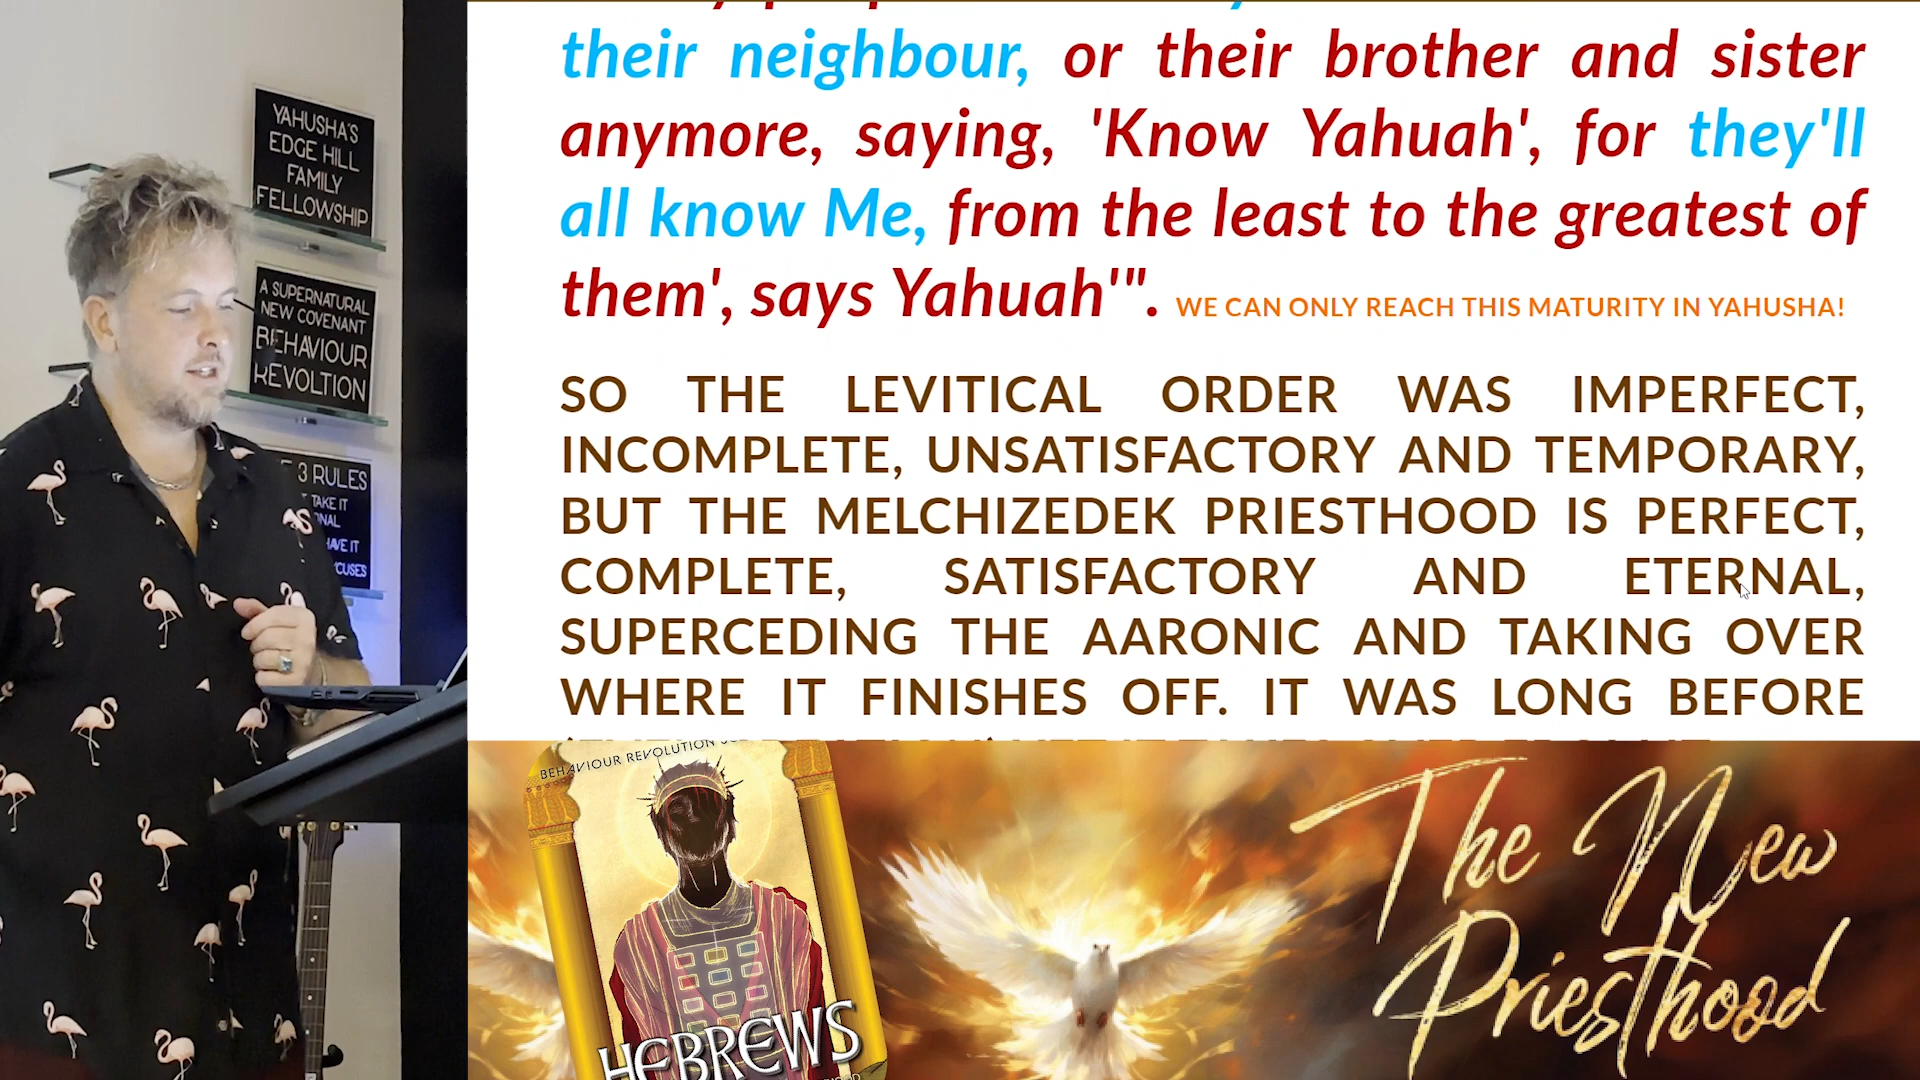 YAHUSHA'S
EDGE HILL
FAMILY
FELLOWSHIP
A SUPERNATURAL
NEW COVENANT
BEHAVIOUR
REVOLTION
3 RULES
TAKE IT
HAVE IT
their neighbour, or their brother and sister
anymore, saying, 'Know Yahuah', for they'll
all know Me, from the least to the greatest of
them', says Yahuah'". WE CAN ONLY REACH THIS MATURITY IN YAHUSHA!
SO THE LEVITICAL ORDER WAS IMPERFECT,
INCOMPLETE, UNSATISFACTORY AND TEMPORARY,
BUT THE MELCHIZEDEK PRIESTHOOD IS PERFECT,
COMPLETE, SATISFACTORY AND ETERNAL,
SUPERCEDING THE AARONIC AND TAKING OVER
WHERE IT FINISHES OFF. IT WAS LONG BEFORE
BEHAVIOUR REVOLUTION
HEBREWS
The New
Priesthood